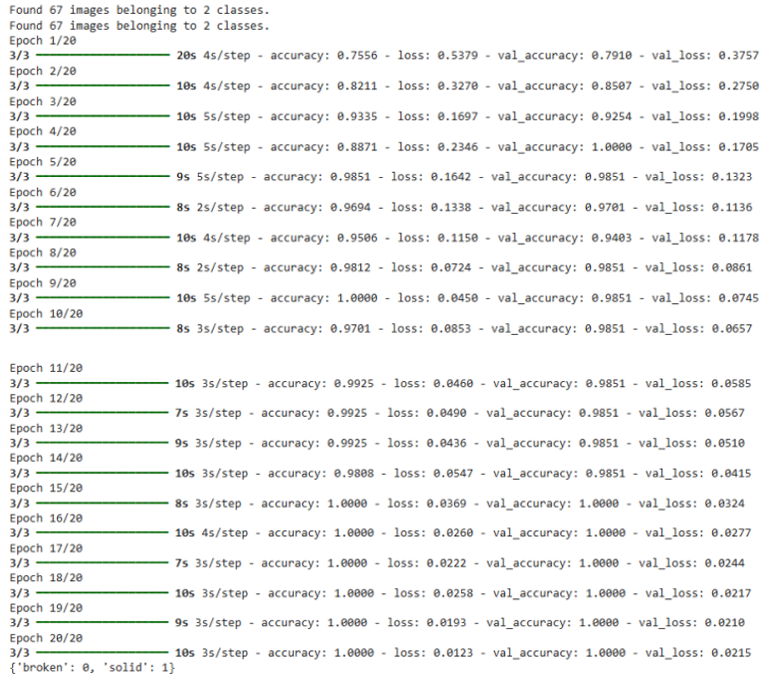 Found 67 images belonging to 2 classes.
Found 67 images belonging to 2 classes.
Epoch 1/20
3/3 ━━━━━━━━━━━━━━━━━━━━ 20s 4s/step - accuracy: 0.7556 - loss: 0.5379 - val_accuracy: 0.7910 - val_loss: 0.3757
Epoch 2/20
3/3 ━━━━━━━━━━━━━━━━━━━━ 10s 4s/step - accuracy: 0.8211 - loss: 0.3270 - val_accuracy: 0.8507 - val_loss: 0.2750
Epoch 3/20
3/3 ━━━━━━━━━━━━━━━━━━━━ 10s 5s/step - accuracy: 0.9335 - loss: 0.1697 - val_accuracy: 0.9254 - val_loss: 0.1998
Epoch 4/20
3/3 ━━━━━━━━━━━━━━━━━━━━ 10s 5s/step - accuracy: 0.8871 - loss: 0.2346 - val_accuracy: 1.0000 - val_loss: 0.1705
Epoch 5/20
3/3 ━━━━━━━━━━━━━━━━━━━━ 9s 5s/step - accuracy: 0.9851 - loss: 0.1642 - val_accuracy: 0.9851 - val_loss: 0.1323
Epoch 6/20
3/3 ━━━━━━━━━━━━━━━━━━━━ 8s 2s/step - accuracy: 0.9694 - loss: 0.1338 - val_accuracy: 0.9701 - val_loss: 0.1136
Epoch 7/20
3/3 ━━━━━━━━━━━━━━━━━━━━ 10s 4s/step - accuracy: 0.9506 - loss: 0.1150 - val_accuracy: 0.9403 - val_loss: 0.1178
Epoch 8/20
3/3 ━━━━━━━━━━━━━━━━━━━━ 8s 2s/step - accuracy: 0.9812 - loss: 0.0724 - val_accuracy: 0.9851 - val_loss: 0.0861
Epoch 9/20
3/3 ━━━━━━━━━━━━━━━━━━━━ 10s 5s/step - accuracy: 1.0000 - loss: 0.0450 - val_accuracy: 0.9851 - val_loss: 0.0745
Epoch 10/20
3/3 ━━━━━━━━━━━━━━━━━━━━ 8s 3s/step - accuracy: 0.9701 - loss: 0.0853 - val_accuracy: 0.9851 - val_loss: 0.0657
Epoch 11/20
3/3 ━━━━━━━━━━━━━━━━━━━━ 10s 3s/step - accuracy: 0.9925 - loss: 0.0460 - val_accuracy: 0.9851 - val_loss: 0.0585
Epoch 12/20
3/3 ━━━━━━━━━━━━━━━━━━━━ 7s 3s/step - accuracy: 0.9925 - loss: 0.0490 - val_accuracy: 0.9851 - val_loss: 0.0567
Epoch 13/20
3/3 ━━━━━━━━━━━━━━━━━━━━ 9s 3s/step - accuracy: 0.9925 - loss: 0.0436 - val_accuracy: 0.9851 - val_loss: 0.0510
Epoch 14/20
3/3 ━━━━━━━━━━━━━━━━━━━━ 10s 3s/step - accuracy: 0.9808 - loss: 0.0547 - val_accuracy: 0.9851 - val_loss: 0.0415
Epoch 15/20
3/3 ━━━━━━━━━━━━━━━━━━━━ 8s 3s/step - accuracy: 1.0000 - loss: 0.0369 - val_accuracy: 1.0000 - val_loss: 0.0324
Epoch 16/20
3/3 ━━━━━━━━━━━━━━━━━━━━ 10s 4s/step - accuracy: 1.0000 - loss: 0.0260 - val_accuracy: 1.0000 - val_loss: 0.0277
Epoch 17/20
3/3 ━━━━━━━━━━━━━━━━━━━━ 7s 3s/step - accuracy: 1.0000 - loss: 0.0222 - val_accuracy: 1.0000 - val_loss: 0.0244
Epoch 18/20
3/3 ━━━━━━━━━━━━━━━━━━━━ 10s 3s/step - accuracy: 1.0000 - loss: 0.0258 - val_accuracy: 1.0000 - val_loss: 0.0217
Epoch 19/20
3/3 ━━━━━━━━━━━━━━━━━━━━ 9s 3s/step - accuracy: 1.0000 - loss: 0.0193 - val_accuracy: 1.0000 - val_loss: 0.0210
Epoch 20/20
3/3 ━━━━━━━━━━━━━━━━━━━━ 10s 3s/step - accuracy: 1.0000 - loss: 0.0123 - val_accuracy: 1.0000 - val_loss: 0.0215
{'broken': 0, 'solid': 1}